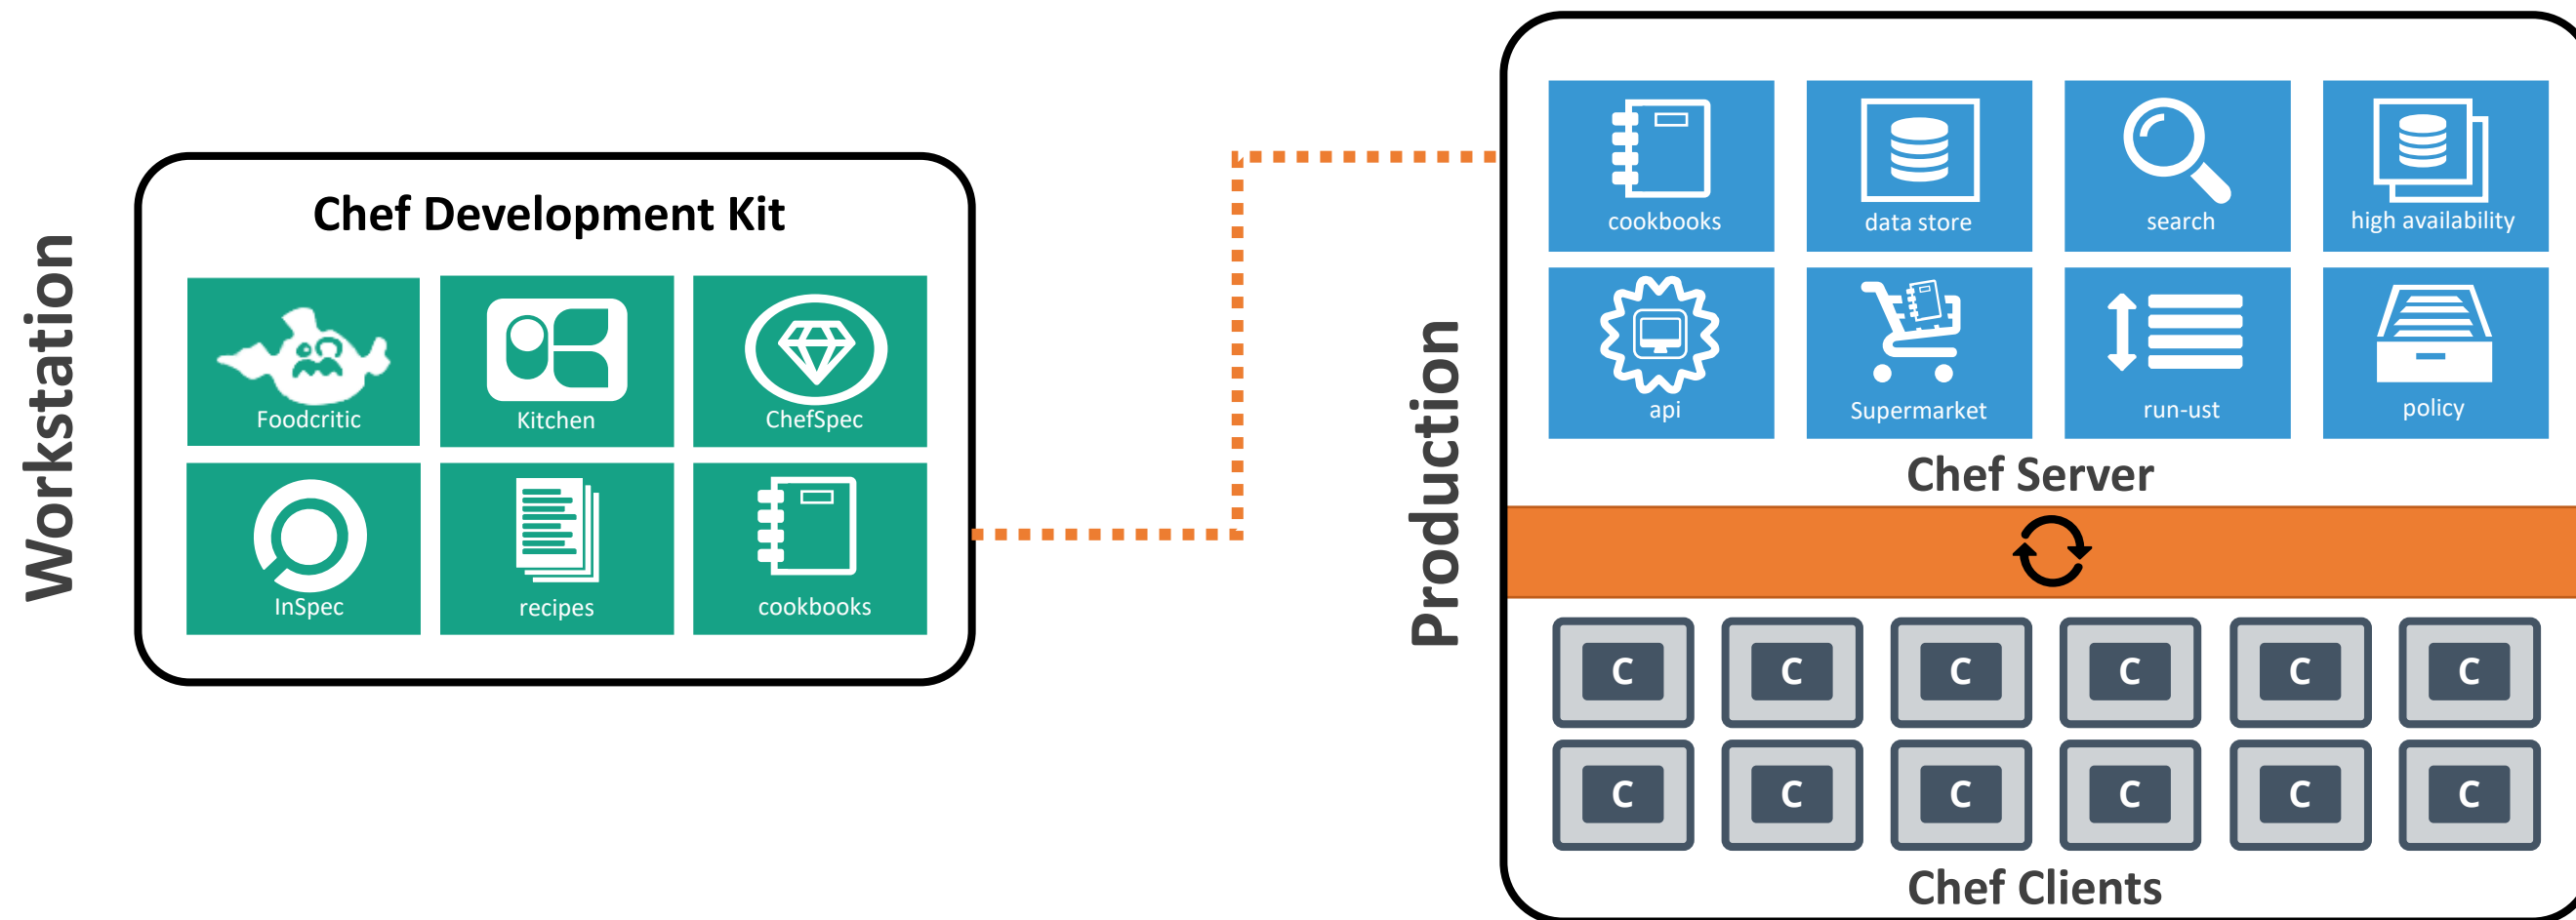 Workstation
Chef Development Kit
Foodcritic
Kitchen
ChefSpec
InSpec
recipes
cookbooks
Production
cookbooks
data store
search
high availability
api
Supermarket
run-ust
policy
Chef Server
C C C C C C
C C C C C C
Chef Clients